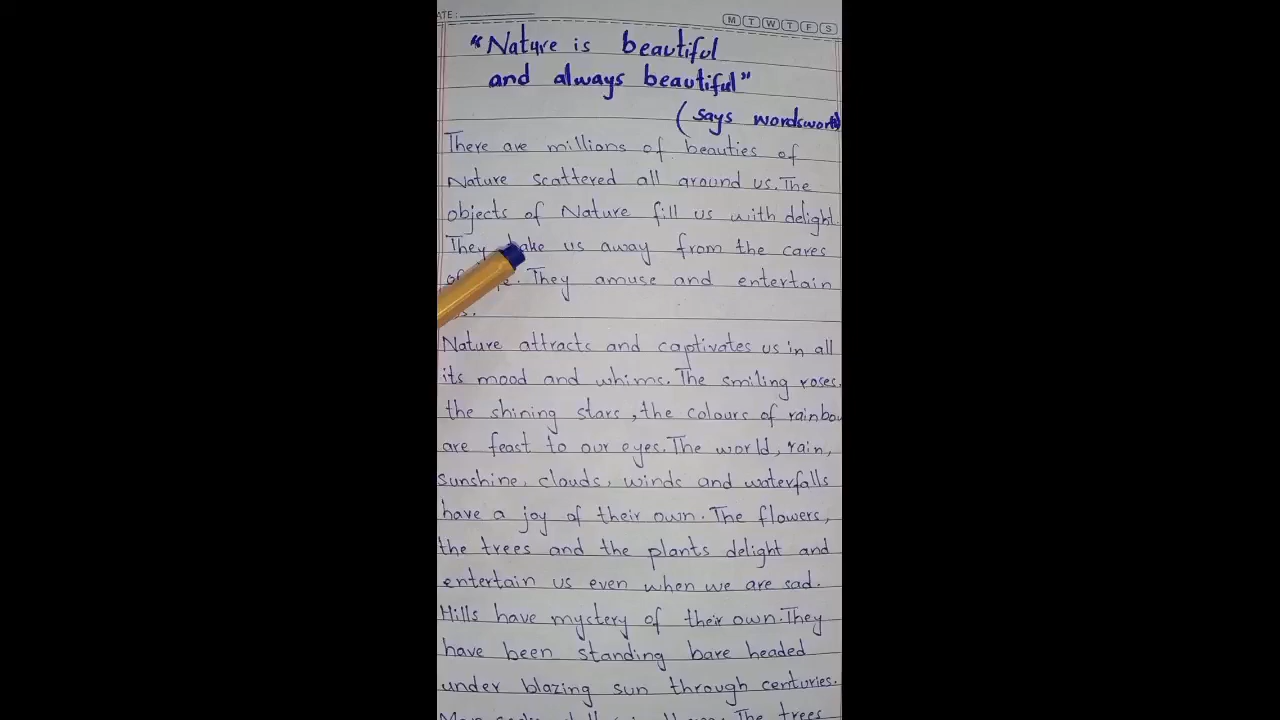 ATE:
M T W T F S
"Nature is beautiful
and always beautiful"
(says wordsworth)
There are millions of beauties of
Nature scattered all around us. The
objects of Nature fill us with delight.
They take us away from the cares
They amuse and entertain
Nature attracts and captivates us in all
its mood and whims. The smiling roses,
the shining stars, the colours of rainbow
are feast to our eyes. The world, rain,
sunshine, clouds, winds and waterfalls
have a joy of their own. The flowers,
the trees and the plants delight and
entertain us even when we are sad.
Hills have mystery of their own. They
have been standing bare headed
under blazing sun through centuries.
The trees